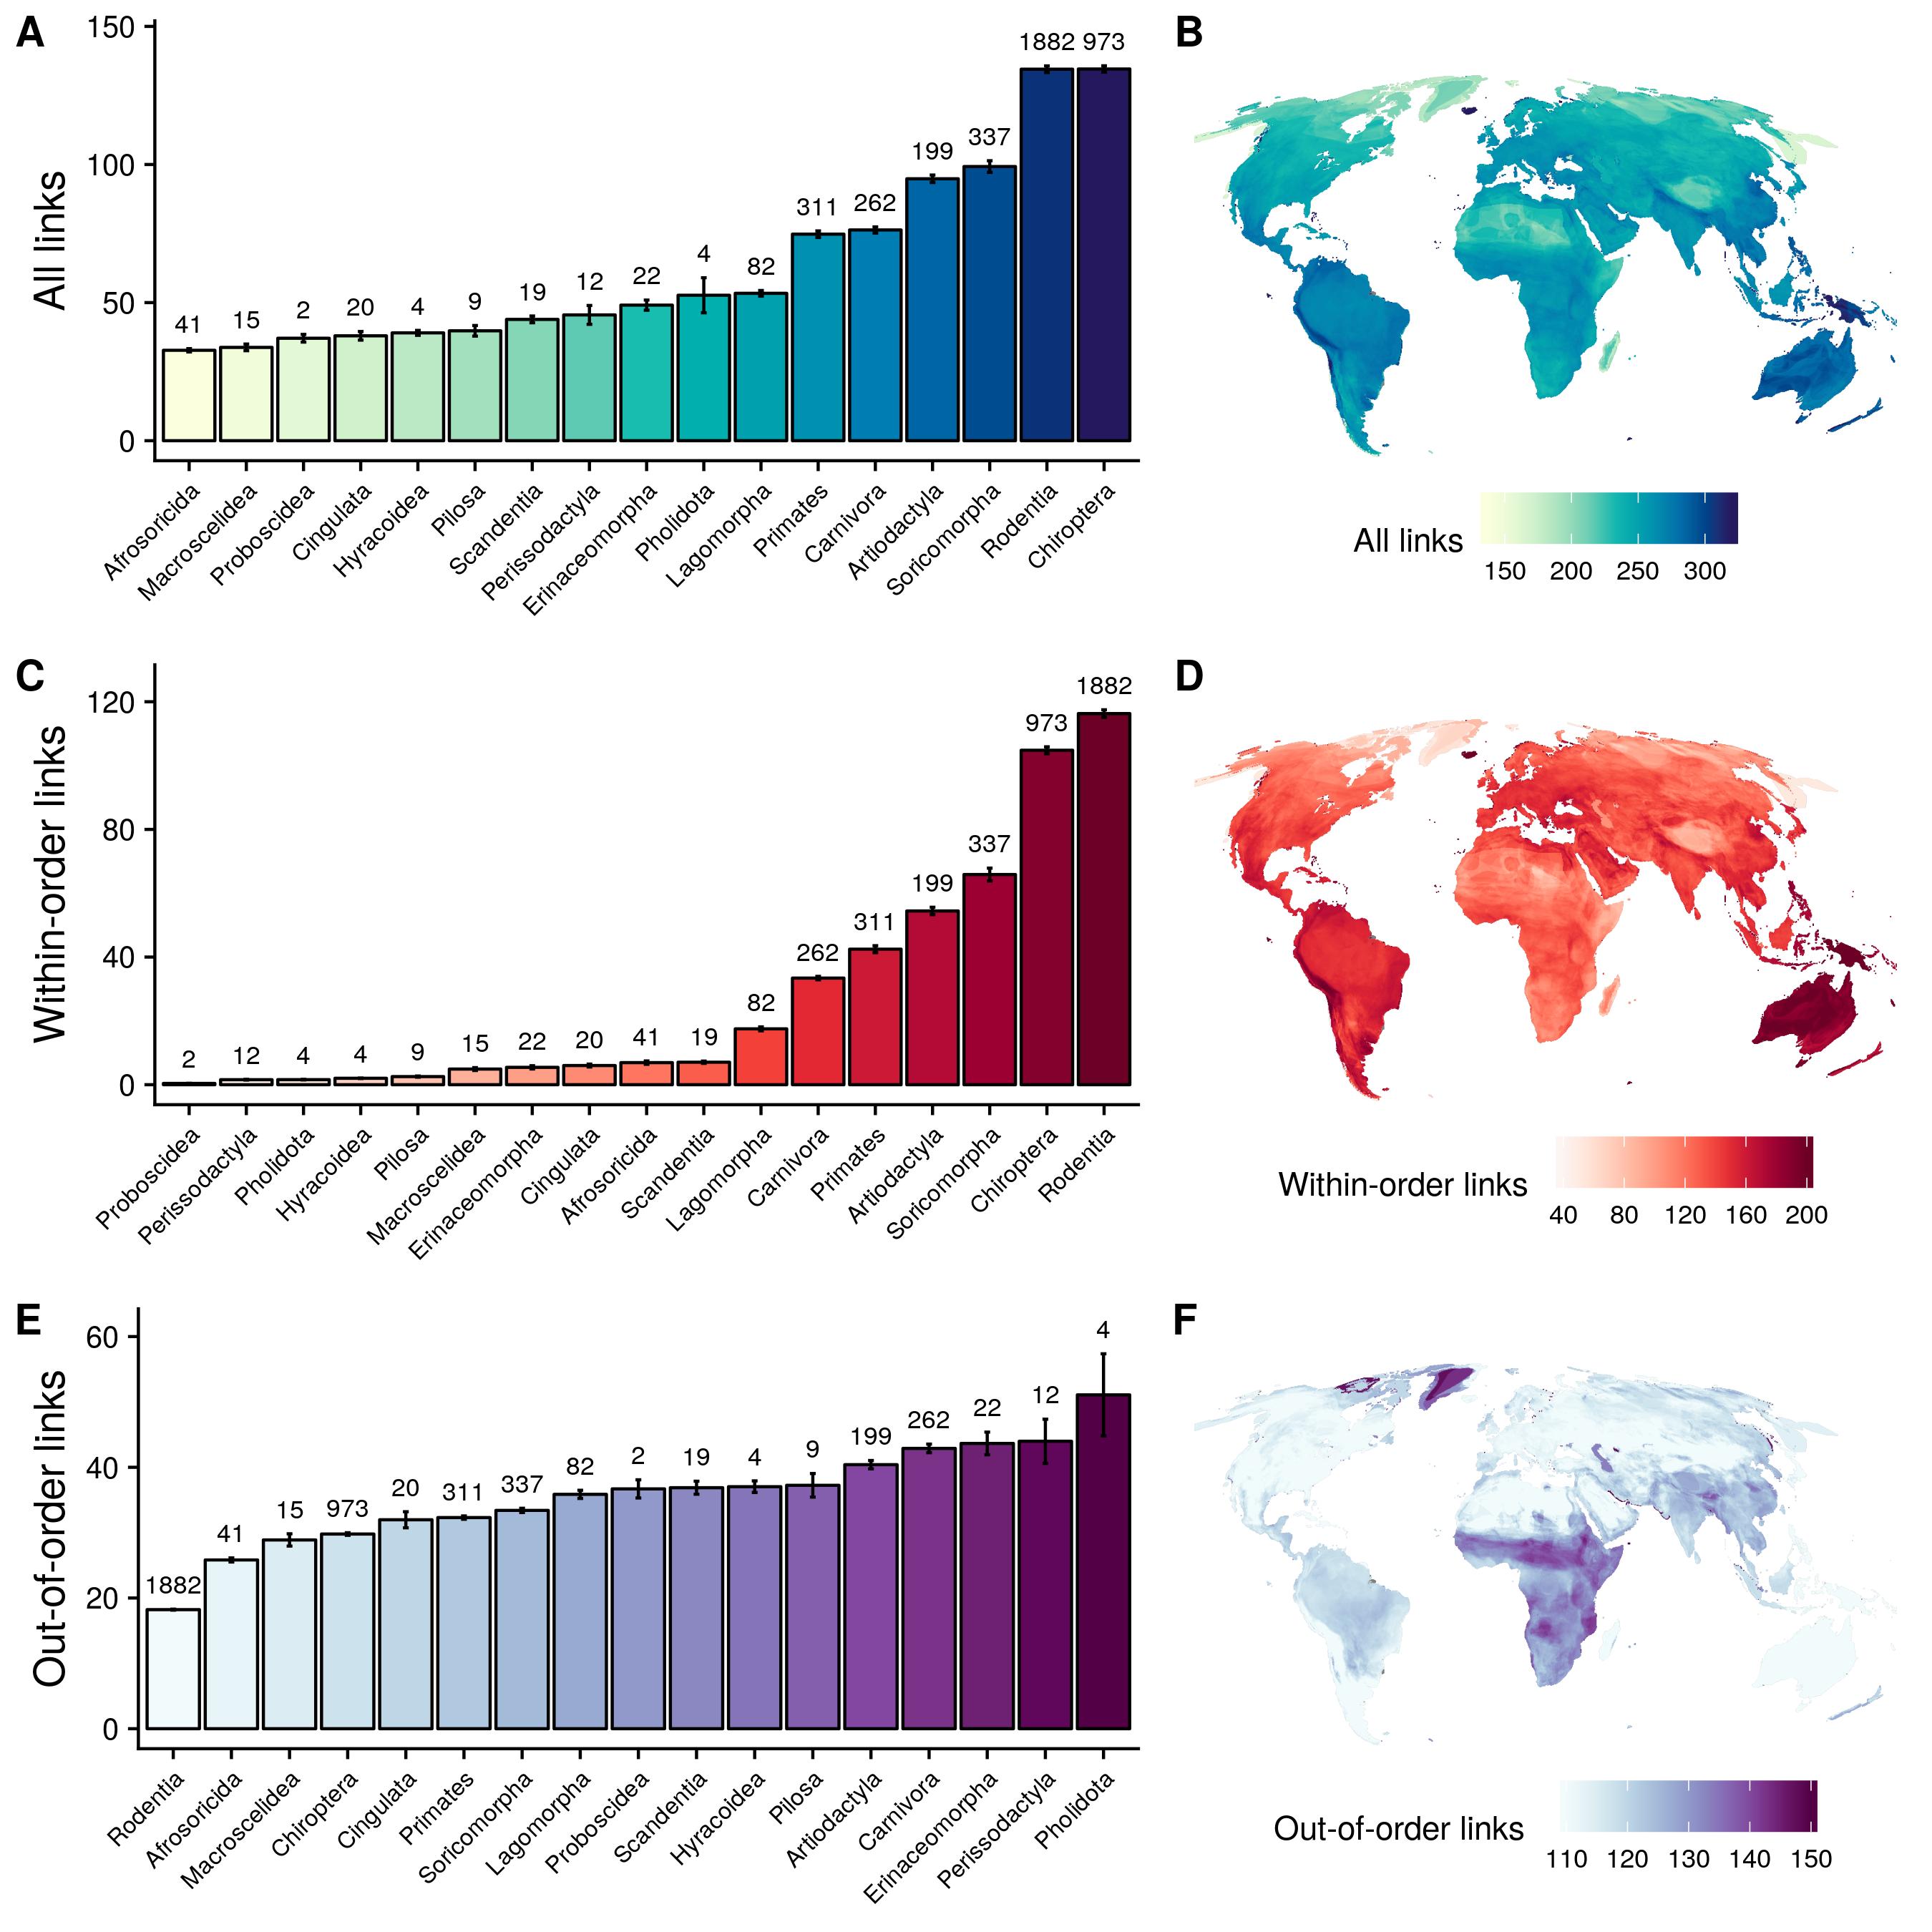 A
All links
150
100
50
0
41 15 2 20 4 9 19 12 22 4 82 311 262 199 337 1882 973
Afrosoricida Macroscelidea Proboscidea Cingulata Hyracoidea Pilosa Scandentia Perissodactyla Erinaceomorpha Pholidota Lagomorpha Primates Carnivora Artiodactyla Soricomorpha Rodentia Chiroptera
B
All links
150 200 250 300
C
Within-order links
120
80
40
0
2 12 4 4 9 15 22 20 41 19 82 262 311 199 337 973 1882
Proboscidea Perissodactyla Pholidota Hyracoidea Pilosa Macroscelidea Erinaceomorpha Cingulata Afrosoricida Scandentia Lagomorpha Carnivora Primates Artiodactyla Soricomorpha Chiroptera Rodentia
D
Within-order links
40 80 120 160 200
E
Out-of-order links
60
40
20
0
1882 41 15 973 20 311 337 82 2 19 4 9 199 262 22 12 4
Rodentia Afrosoricida Macroscelidea Chiroptera Cingulata Primates Soricomorpha Lagomorpha Proboscidea Scandentia Hyracoidea Pilosa Artiodactyla Carnivora Erinaceomorpha Perissodactyla Pholidota
F
Out-of-order links
110 120 130 140 150